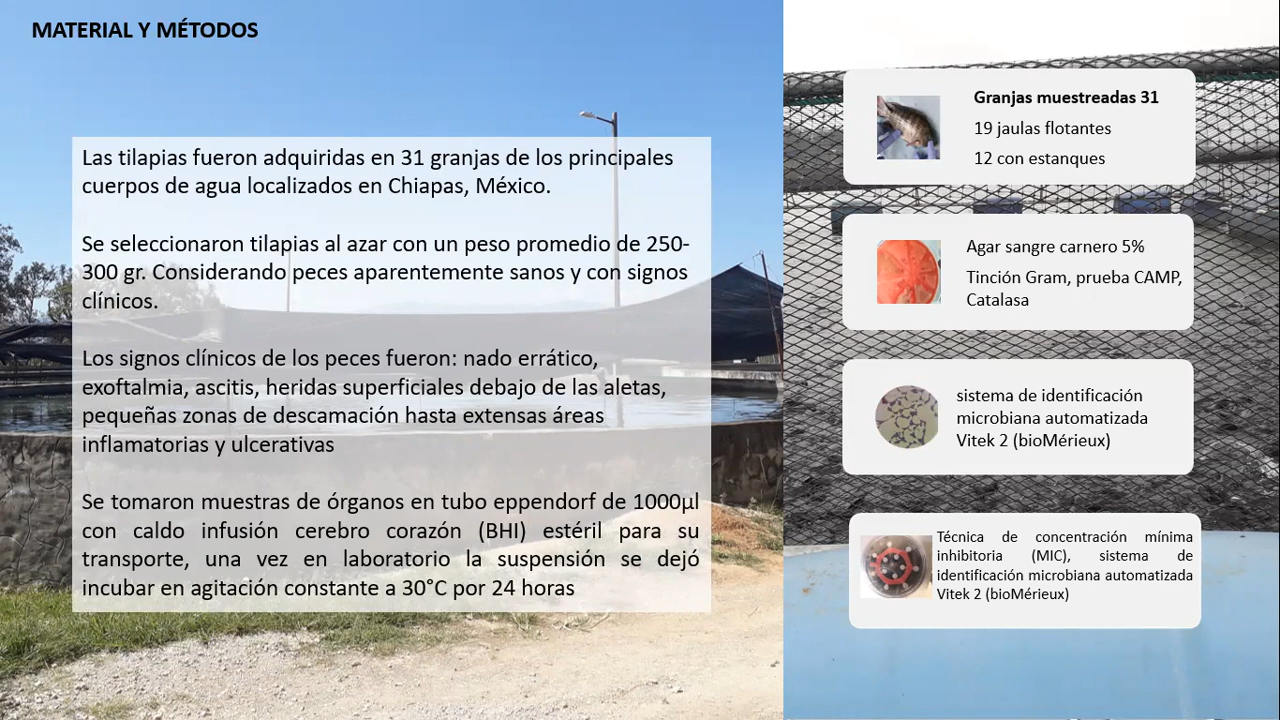 MATERIAL Y MÉTODOS
Las tilapias fueron adquiridas en 31 granjas de los principales
cuerpos de agua localizados en Chiapas, México.
Se seleccionaron tilapias al azar con un peso promedio de 250-
300 gr. Considerando peces aparentemente sanos y con signos
clínicos.
Los signos clínicos de los peces fueron: nado errático,
exoftalmia, ascitis, heridas superficiales debajo de las aletas,
pequeñas zonas de descamación hasta extensas áreas
inflamatorias y ulcerativas
Se tomaron muestras de órganos en tubo eppendorf de 1000µl
con caldo infusión cerebro corazón (BHI) estéril para su
transporte, una vez en laboratorio la suspensión se dejó
incubar en agitación constante a 30°C por 24 horas
Granjas muestreadas 31
19 jaulas flotantes
12 con estanques
Agar sangre carnero 5%
Tinción Gram, prueba CAMP,
Catalasa
sistema de identificación
microbiana automatizada
Vitek 2 (bioMérieux)
Técnica de concentración mínima
inhibitoria (MIC), sistema de
identificación microbiana automatizada
Vitek 2 (bioMérieux)